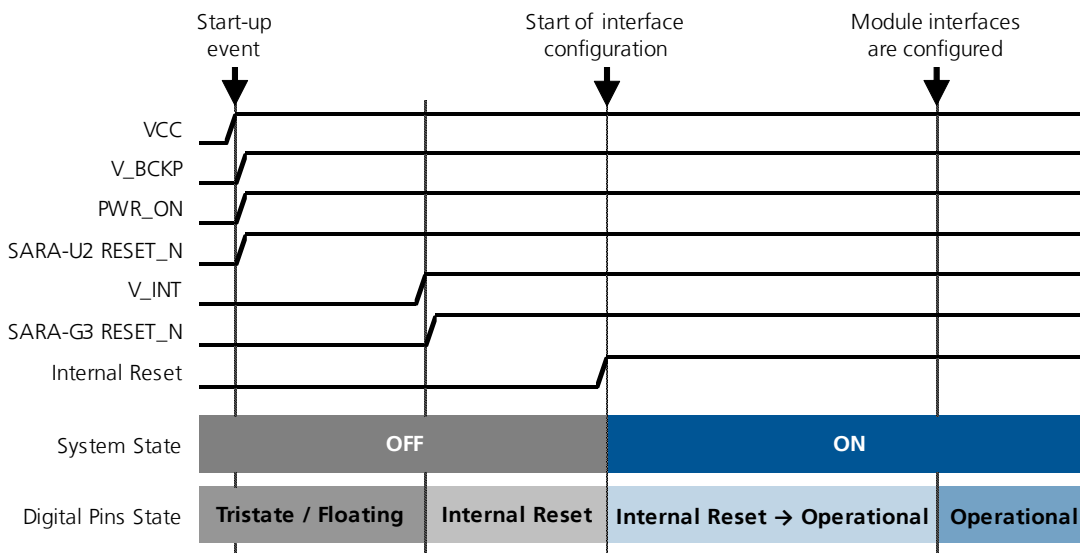 Start-up
event
Start of interface
configuration
Module interfaces
are configured
VCC
V_BCKP
PWR_ON
SARA-U2 RESET_N
V_INT
SARA-G3 RESET_N
Internal Reset
System State
OFF
ON
Digital Pins State
Tristate / Floating
Internal Reset
Internal Reset → Operational
Operational